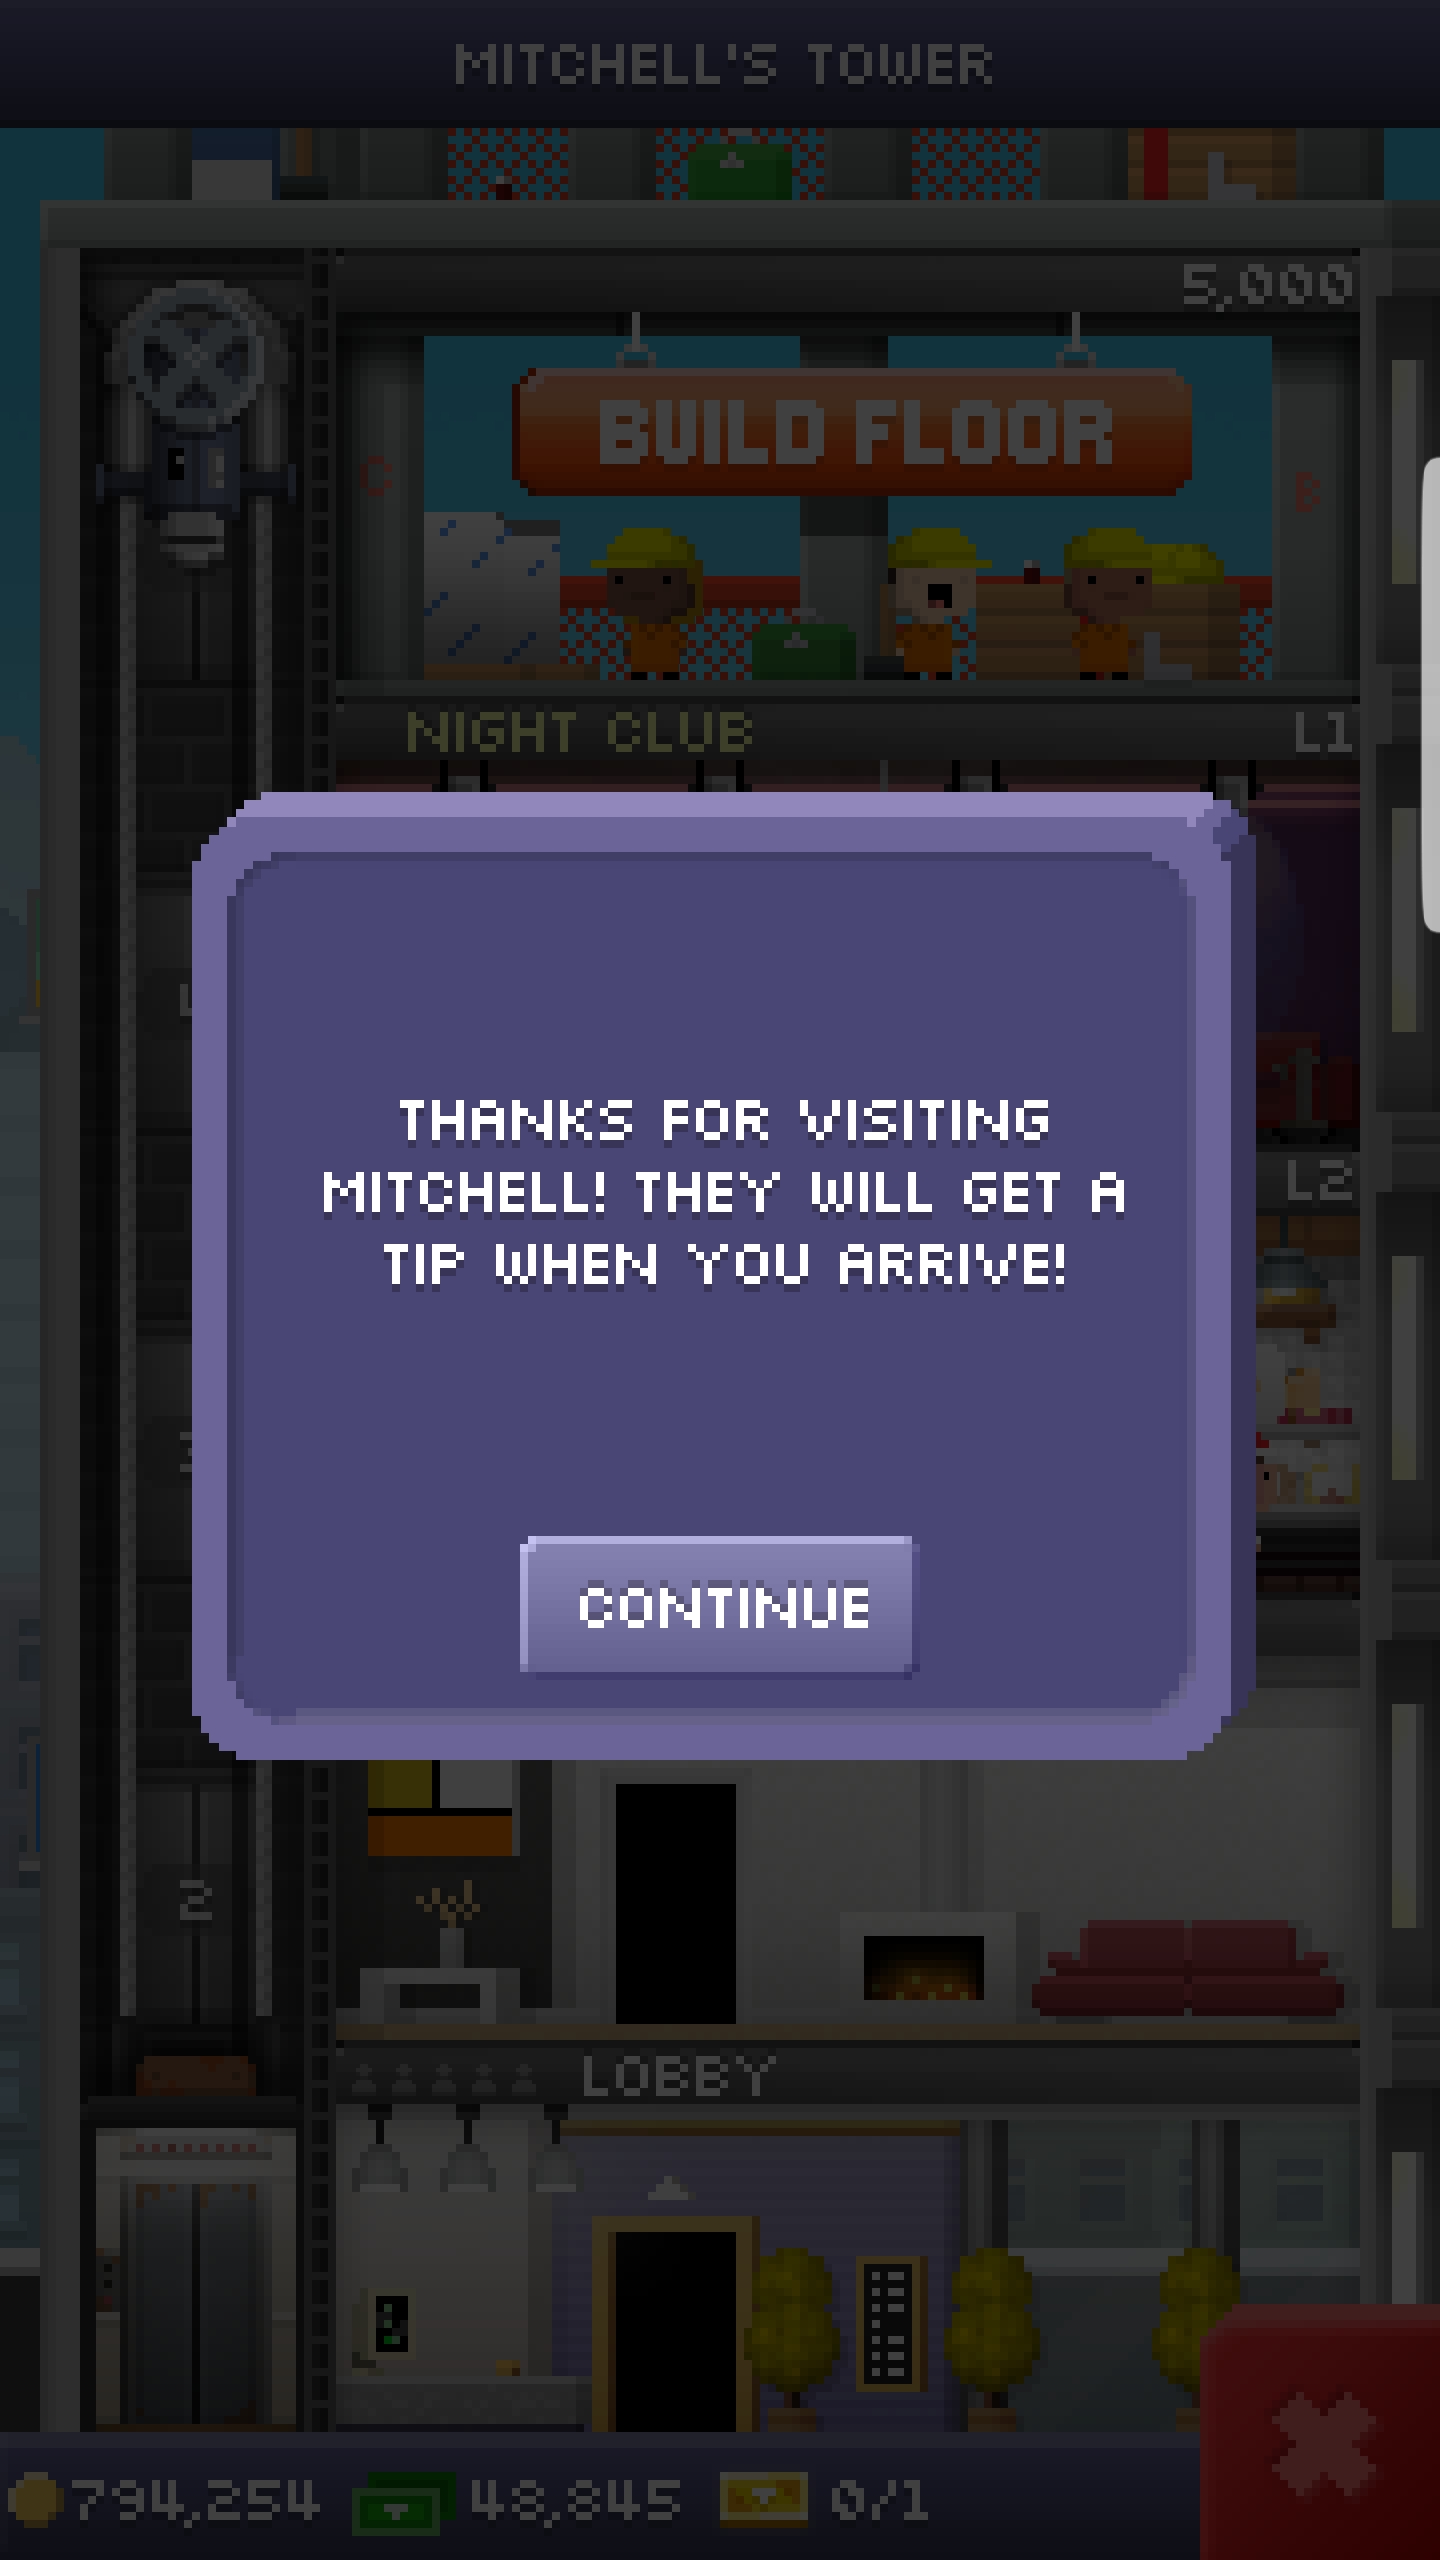 MITCHELL'S TOWER
5,000
BUILD FLOOR
C
B
NIGHT CLUB
L1
THANKS FOR VISITING
MITCHELL! THEY WILL GET A
TIP WHEN YOU ARRIVE!
L2
CONTINUE
2
LOBBY
794,254
48,845
0/1